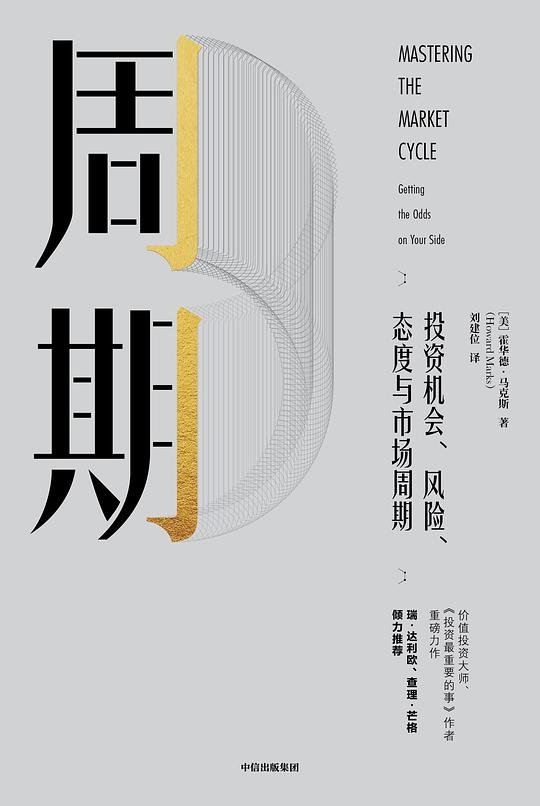 周期
MASTERING
THE
MARKET
CYCLE
Getting
the Odds
on Your Side
投资机会、风险、
态度与市场周期
[美] 霍华德·马克斯 著
(Howard Marks)
刘建位 译
价值投资大师、
《投资最重要的事》作者
重磅力作
瑞·达利欧、查理·芒格
倾力推荐
中信出版集团